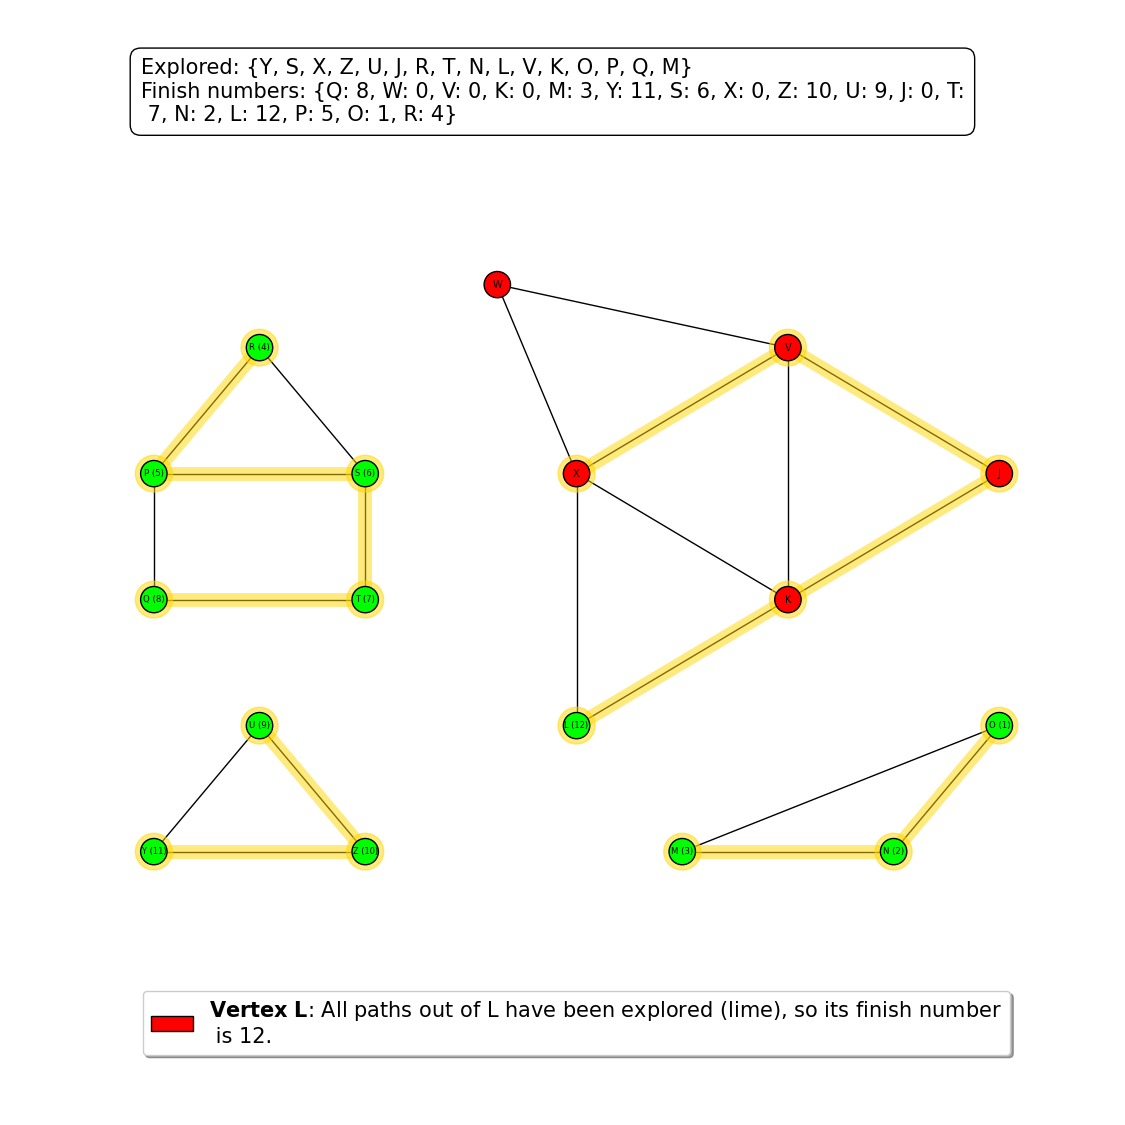 Explored: {Y, S, X, Z, U, J, R, T, N, L, V, K, O, P, Q, M}
Finish numbers: {Q: 8, W: 0, V: 0, K: 0, M: 3, Y: 11, S: 6, X: 0, Z: 10, U: 9, J: 0, T:
7, N: 2, L: 12, P: 5, O: 1, R: 4}
W
R (4)
V
P (5)
S (6)
X
J
Q (8)
T (7)
K
U (9)
L (12)
O (1)
Y (11)
Z (10)
M (3)
N (2)
Vertex L: All paths out of L have been explored (lime), so its finish number
is 12.